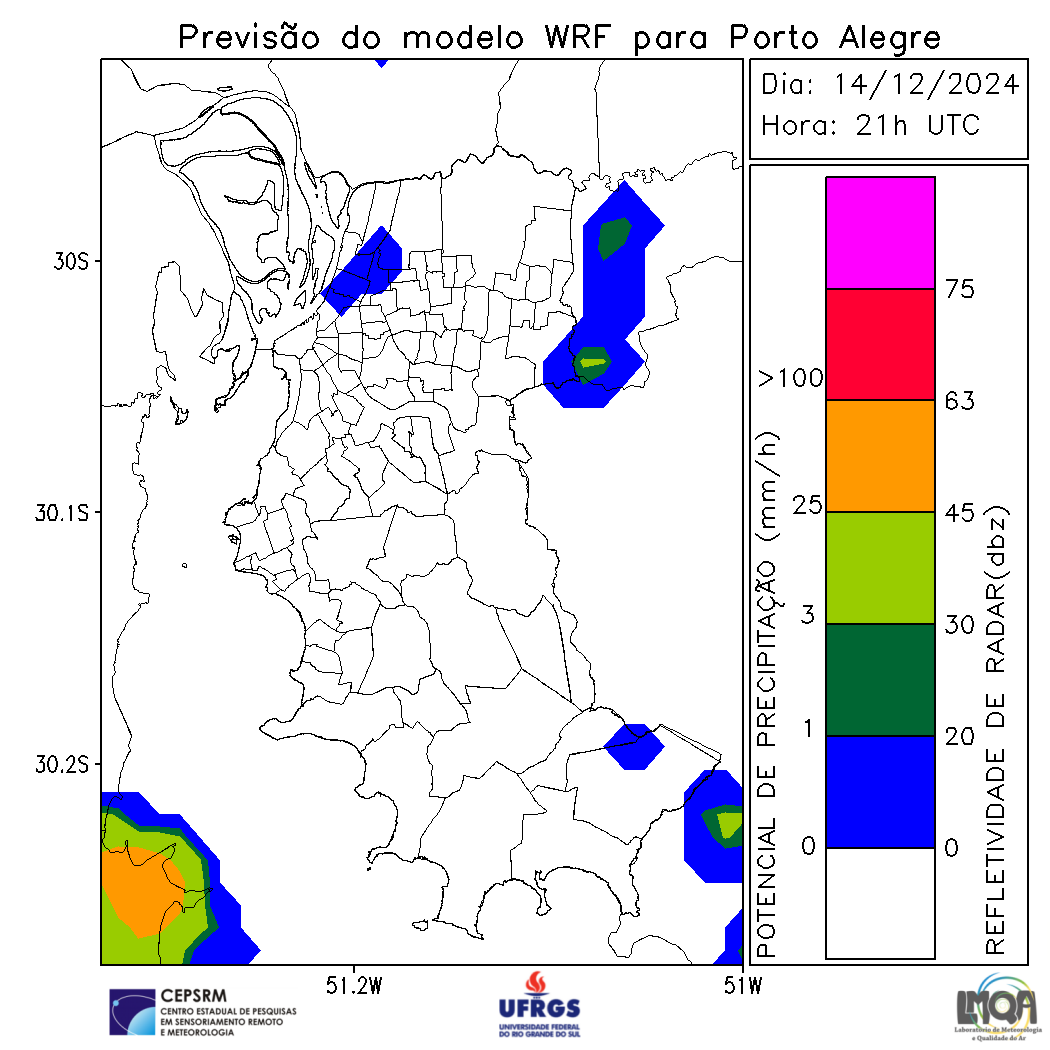 Previsão do modelo WRF para Porto Alegre
Dia: 14/12/2024
Hora: 21h UTC
30S
30.1S
30.2S
51.2W
51W
POTENCIAL DE PRECIPITAÇÃO (mm/h)
>100
25
3
1
0
75
63
45
30
20
0
REFLETIVIDADE DE RADAR(dbz)
CEPSRM
CENTRO ESTADUAL DE PESQUISAS
EM SENSORIAMENTO REMOTO
E METEOROLOGIA
UFRGS
UNIVERSIDADE FEDERAL
DO RIO GRANDE DO SUL
LMQA
Laboratório de Meteorologia
e Qualidade do Ar